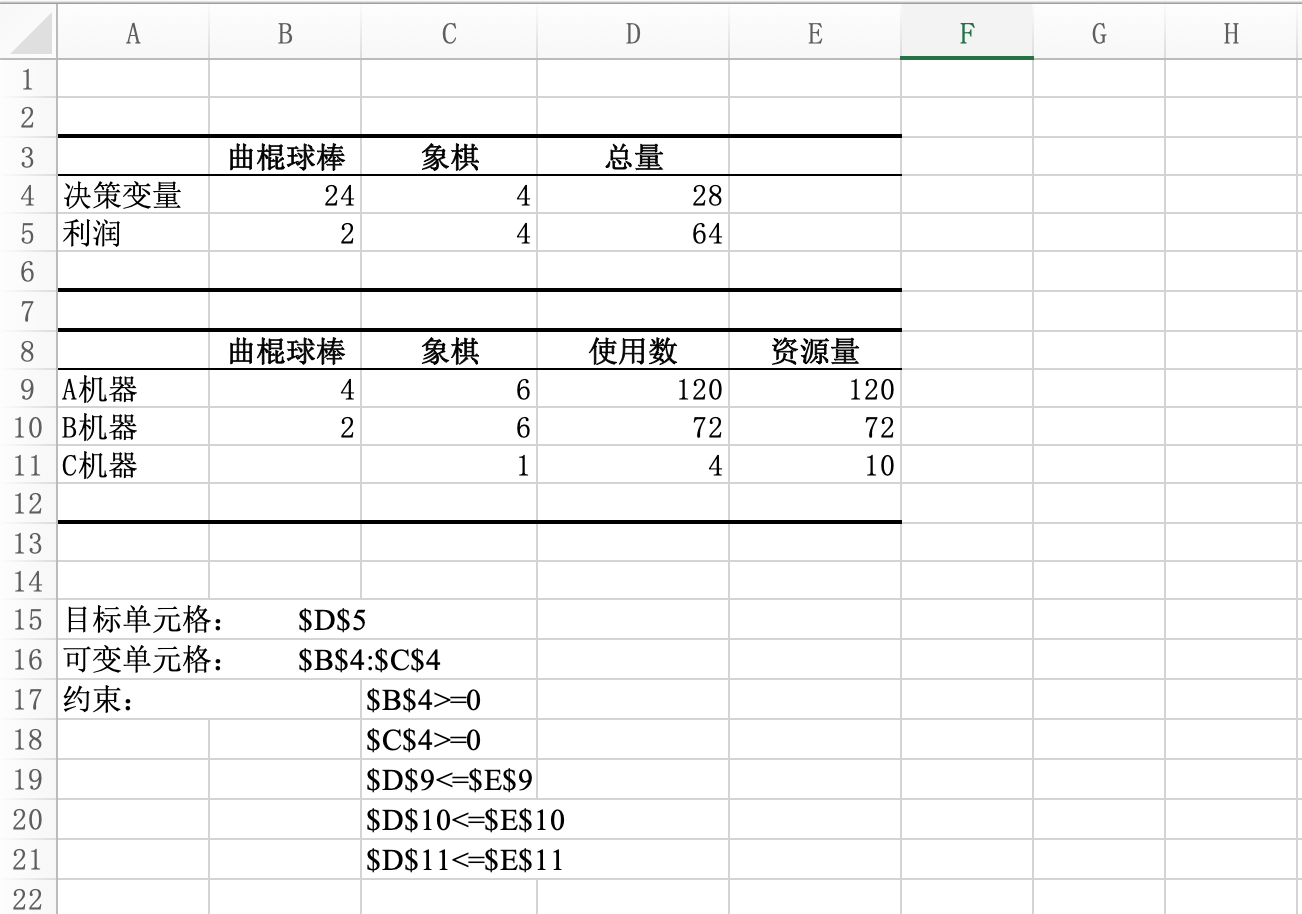 A B C D E F G H
1
2
3 曲棍球棒 象棋 总量
4 决策变量 24 4 28
5 利润 2 4 64
6
7
8 曲棍球棒 象棋 使用数 资源量
9 A机器 4 6 120 120
10 B机器 2 6 72 72
11 C机器 1 4 10
12
13
14
15 目标单元格： $D$5
16 可变单元格： $B$4:$C$4
17 约束： $B$4>=0
18 $C$4>=0
19 $D$9<=$E$9
20 $D$10<=$E$10
21 $D$11<=$E$11
22